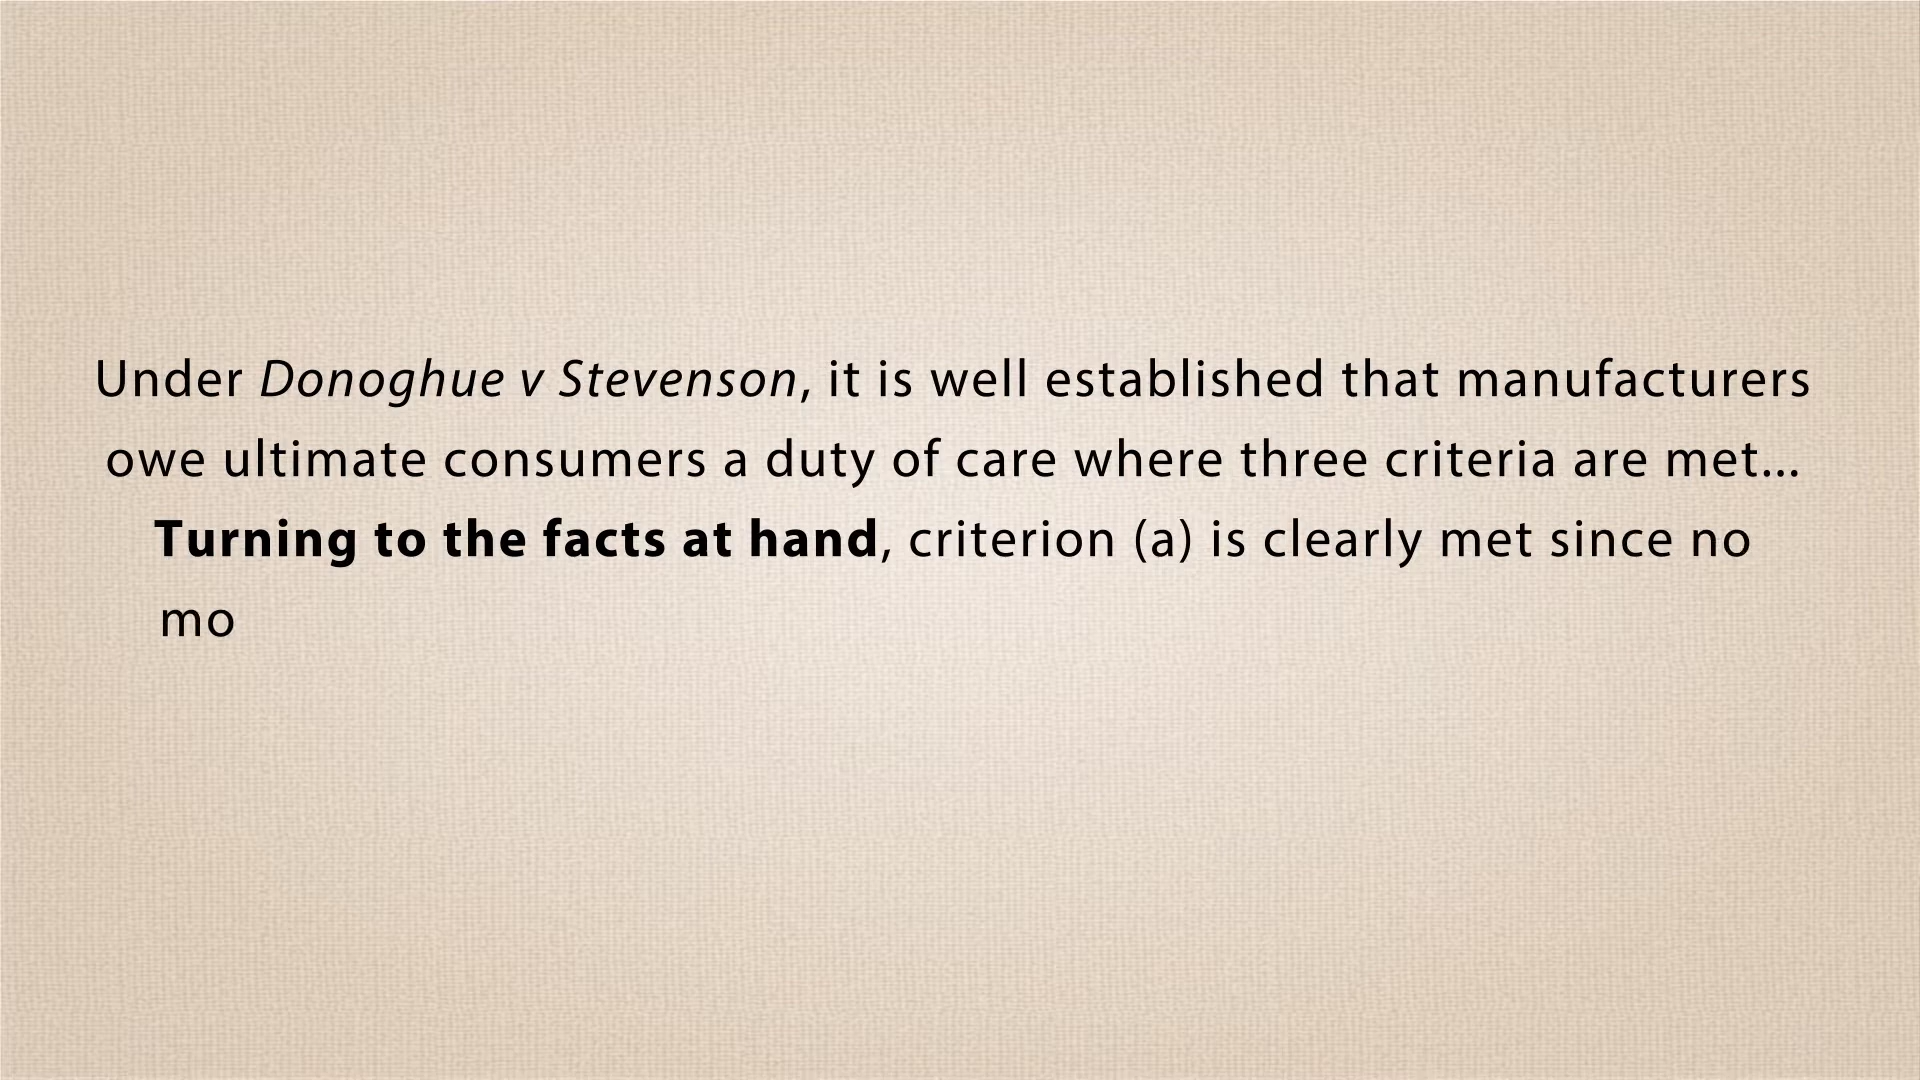 Under Donoghue v Stevenson, it is well established that manufacturers
owe ultimate consumers a duty of care where three criteria are met...
Turning to the facts at hand, criterion (a) is clearly met since no
mo